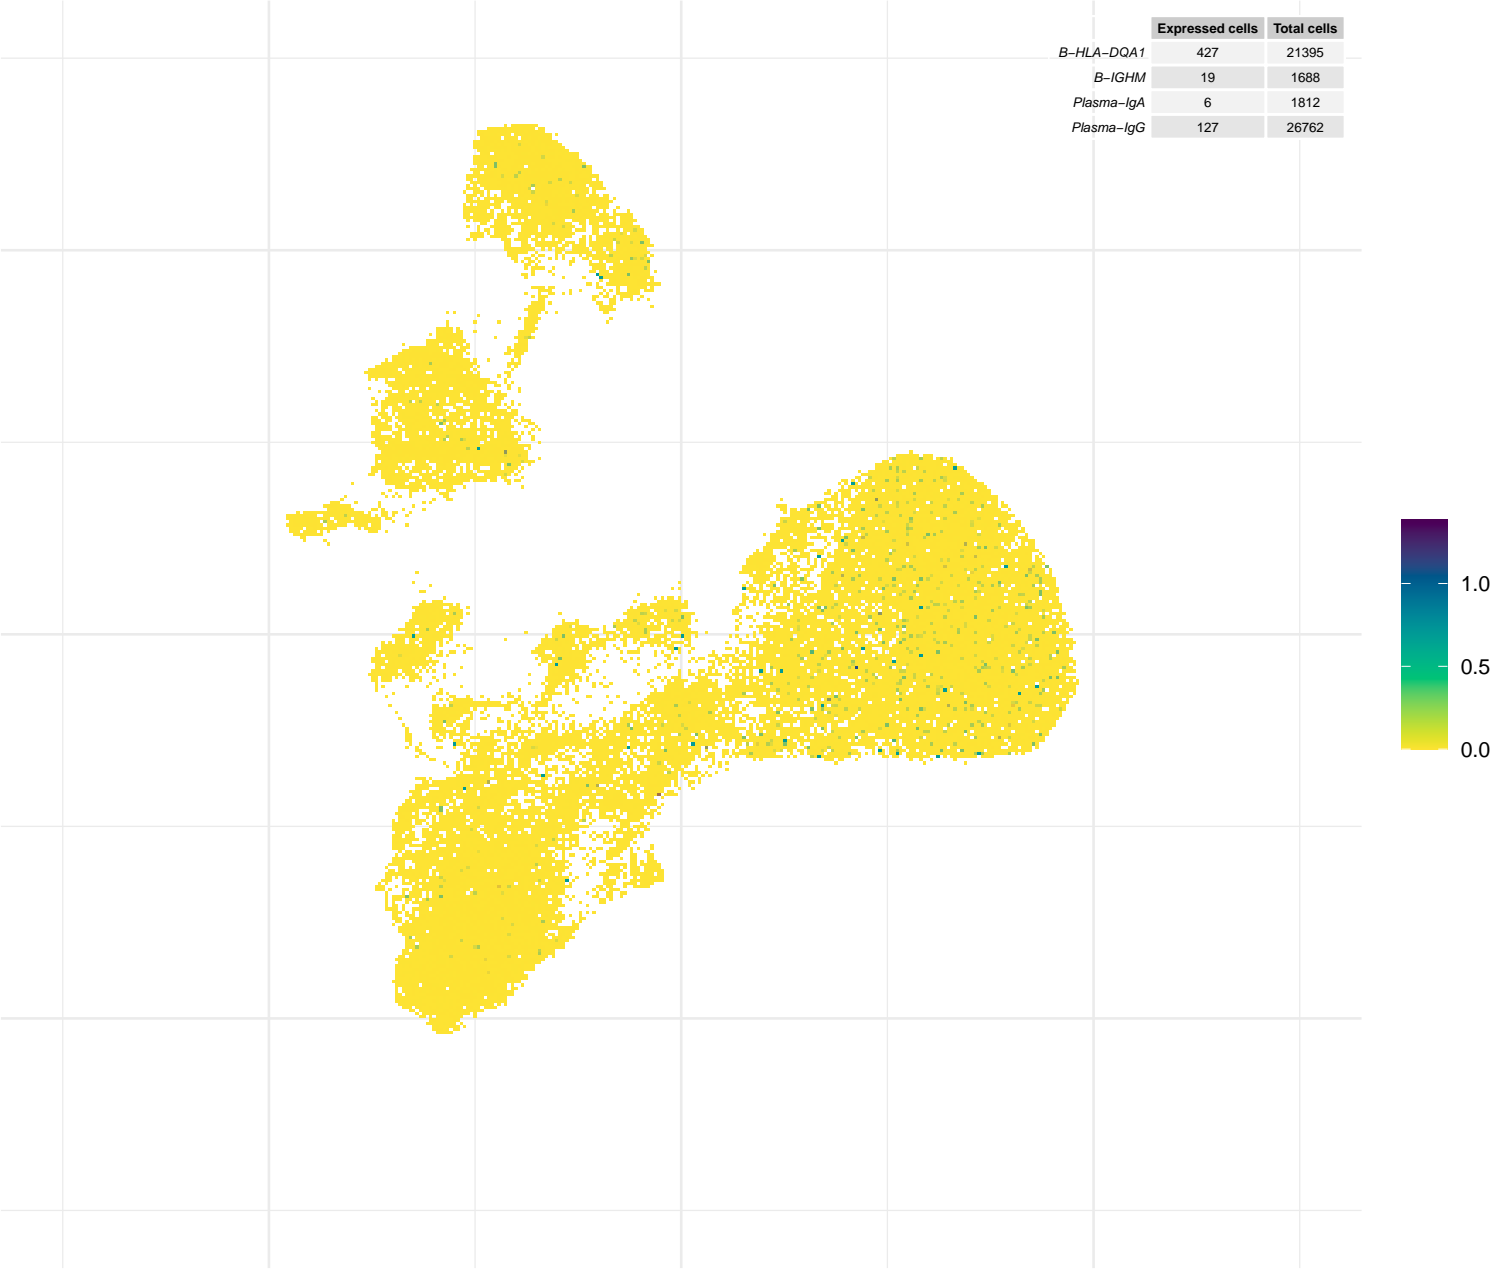 Expressed cells Total cells
B−HLA−DQA1 427 21395
B−IGHM 19 1688
Plasma−IgA 6 1812
Plasma−IgG 127 26762
1.0
0.5
0.0